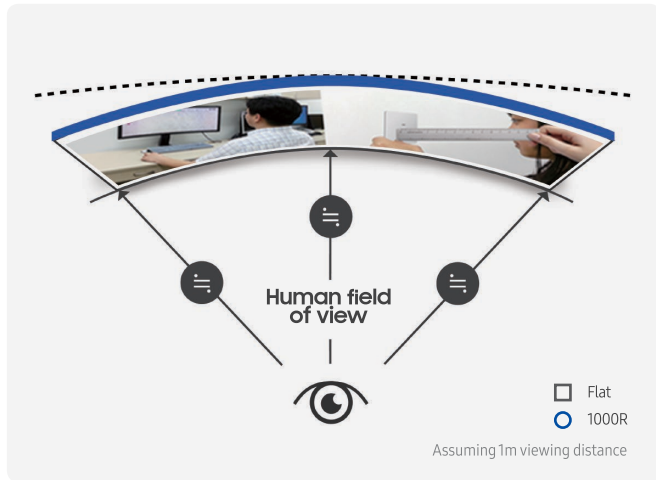 Human field
of view
Flat
1000R
Assuming 1m viewing distance